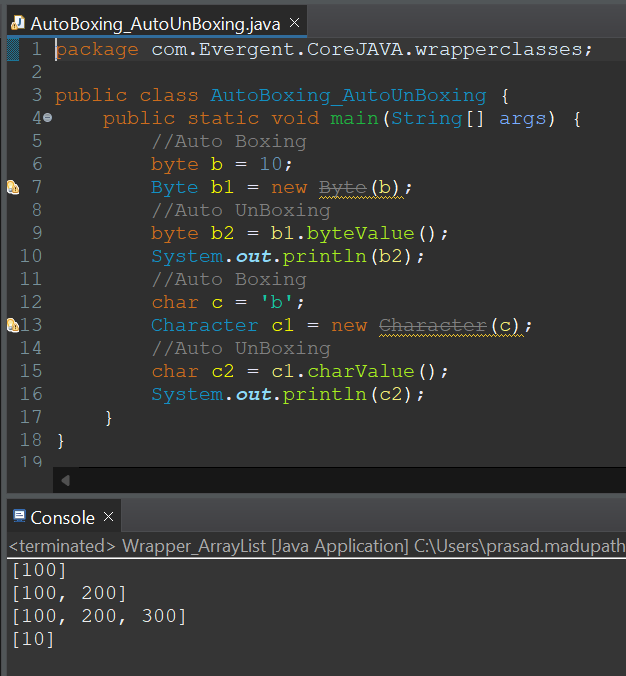 AutoBoxing_AutoUnBoxing.java ×
1 package com.Evergent.CoreJAVA.wrapperclasses;
2
3 public class AutoBoxing_AutoUnBoxing {
4 public static void main(String[] args) {
5 //Auto Boxing
6 byte b = 10;
7 Byte b1 = new Byte(b);
8 //Auto UnBoxing
9 byte b2 = b1.byteValue();
10 System.out.println(b2);
11 //Auto Boxing
12 char c = 'b';
13 Character c1 = new Character(c);
14 //Auto UnBoxing
15 char c2 = c1.charValue();
16 System.out.println(c2);
17 }
18 }
19
Console ×
<terminated> Wrapper_ArrayList [Java Application] C:\Users\prasad.madupath
[100]
[100, 200]
[100, 200, 300]
[10]